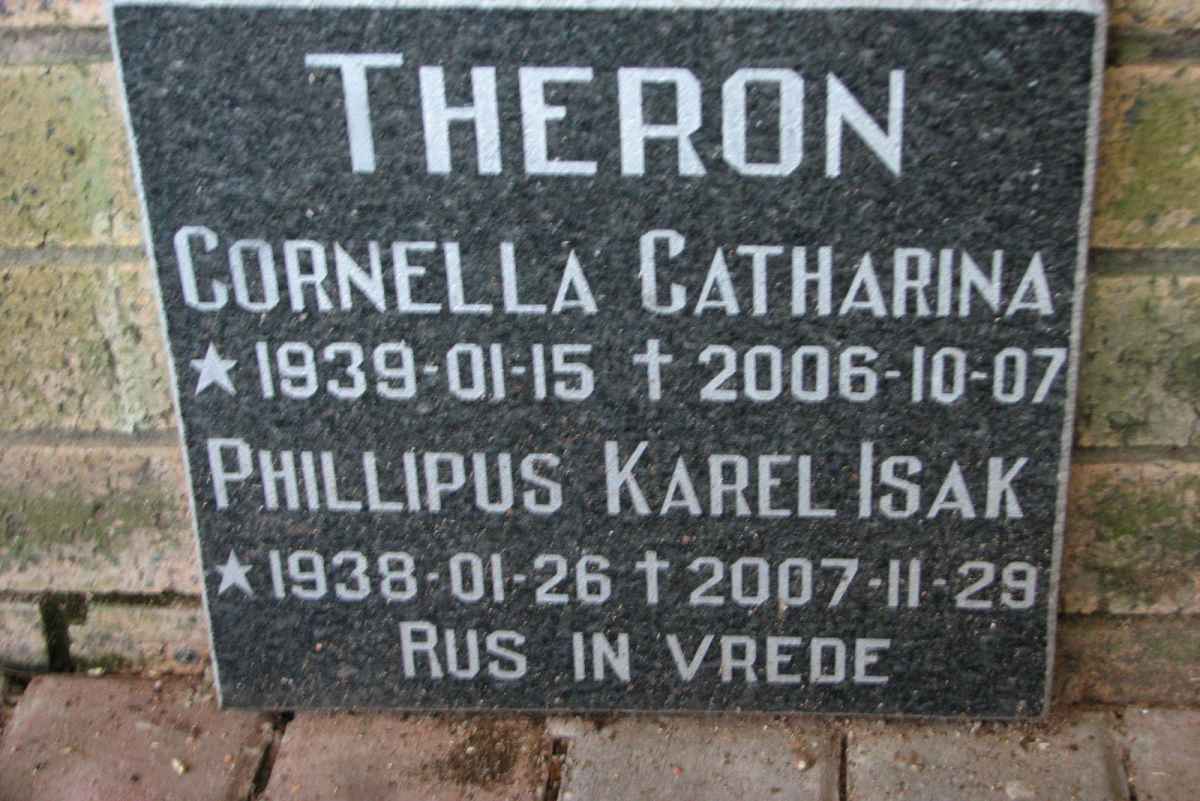 THERON
CORNELLA CATHARINA
★ 1939-01-15 † 2006-10-07
PHILLIPUS KAREL ISAK
★ 1938-01-26 † 2007-11-29
RUS IN VREDE